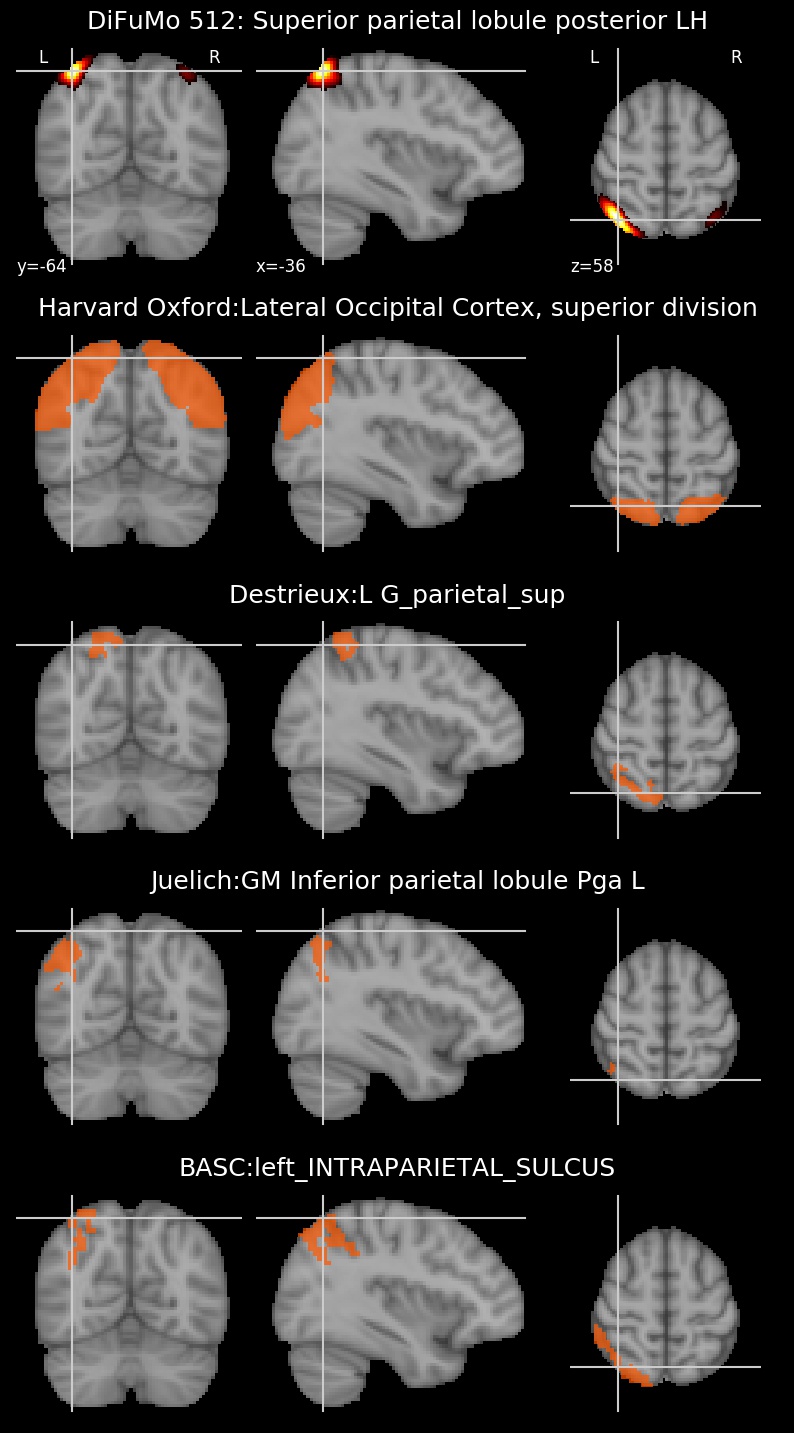 DiFuMo 512: Superior parietal lobule posterior LH
L R L R
y=-64 x=-36 z=58
Harvard Oxford:Lateral Occipital Cortex, superior division
Destrieux:L G_parietal_sup
Juelich:GM Inferior parietal lobule Pga L
BASC:left_INTRAPARIETAL_SULCUS